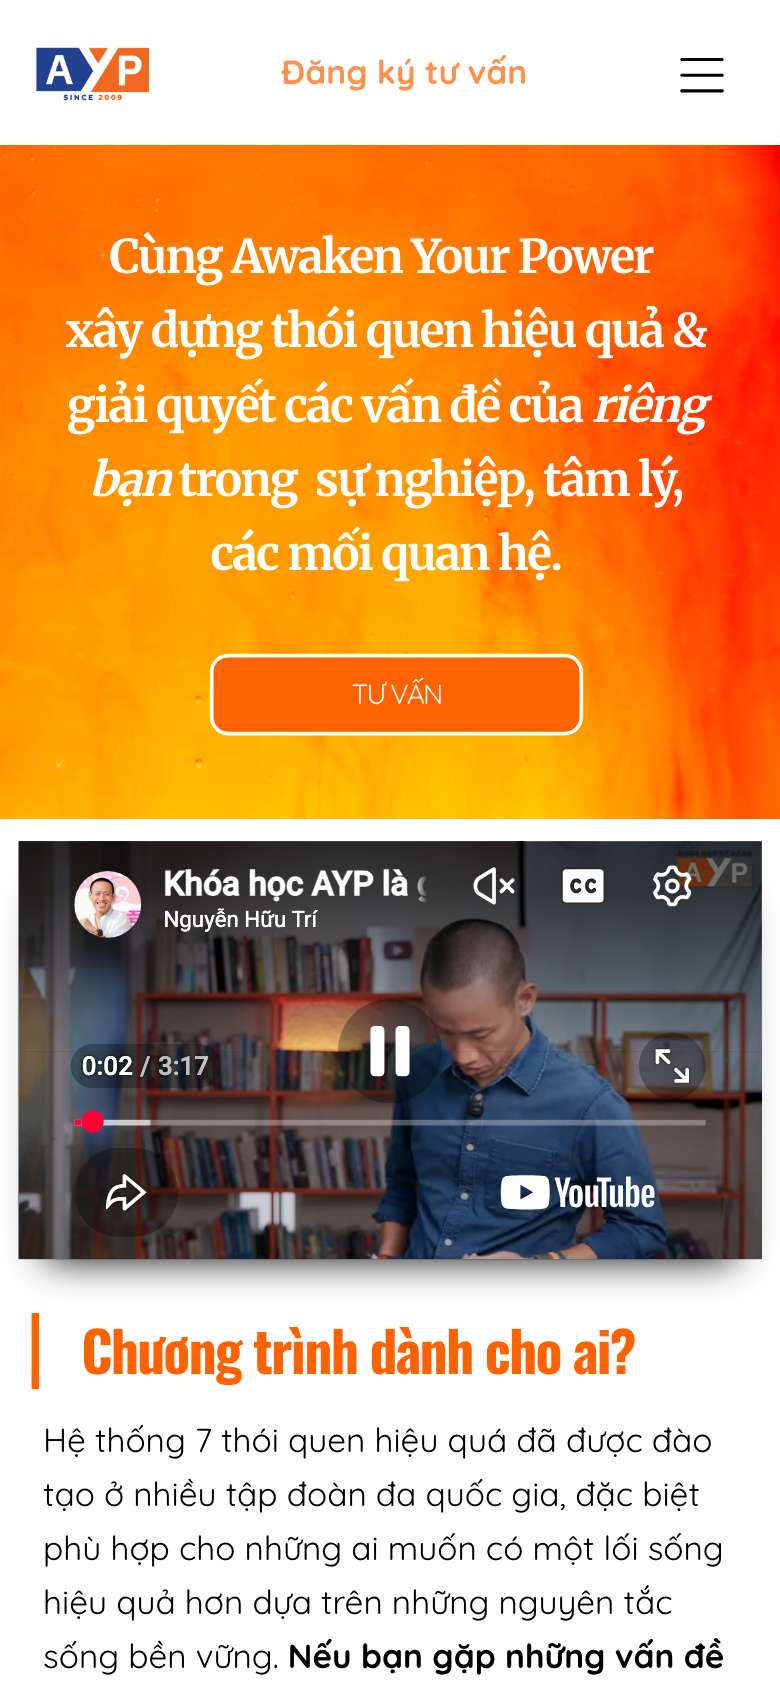 AYP
SINCE 2009
Đăng ký tư vấn
Cùng Awaken Your Power
xây dựng thói quen hiệu quả &
giải quyết các vấn đề của riêng
bạn trong sự nghiệp, tâm lý,
các mối quan hệ.
TƯ VẤN
Khóa học AYP là g
Nguyễn Hữu Trí
CC
AYP
0:02 / 3:17
YouTube
Chương trình dành cho ai?
Hệ thống 7 thói quen hiệu quá đã được đào
tạo ở nhiều tập đoàn đa quốc gia, đặc biệt
phù hợp cho những ai muốn có một lối sống
hiệu quả hơn dựa trên những nguyên tắc
sống bền vững. Nếu bạn gặp những vấn đề